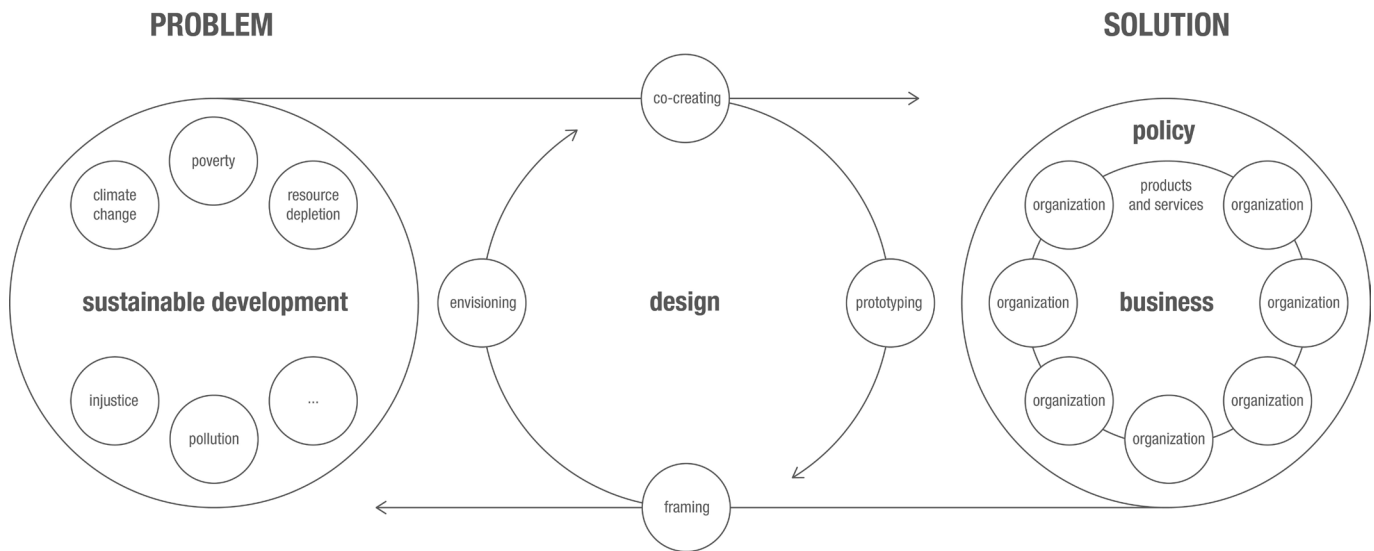 PROBLEM
SOLUTION
co-creating
policy
poverty
climate
change
resource
depletion
products
and services
organization
organization
sustainable development
envisioning
design
prototyping
organization
business
organization
injustice
...
pollution
organization
organization
organization
framing